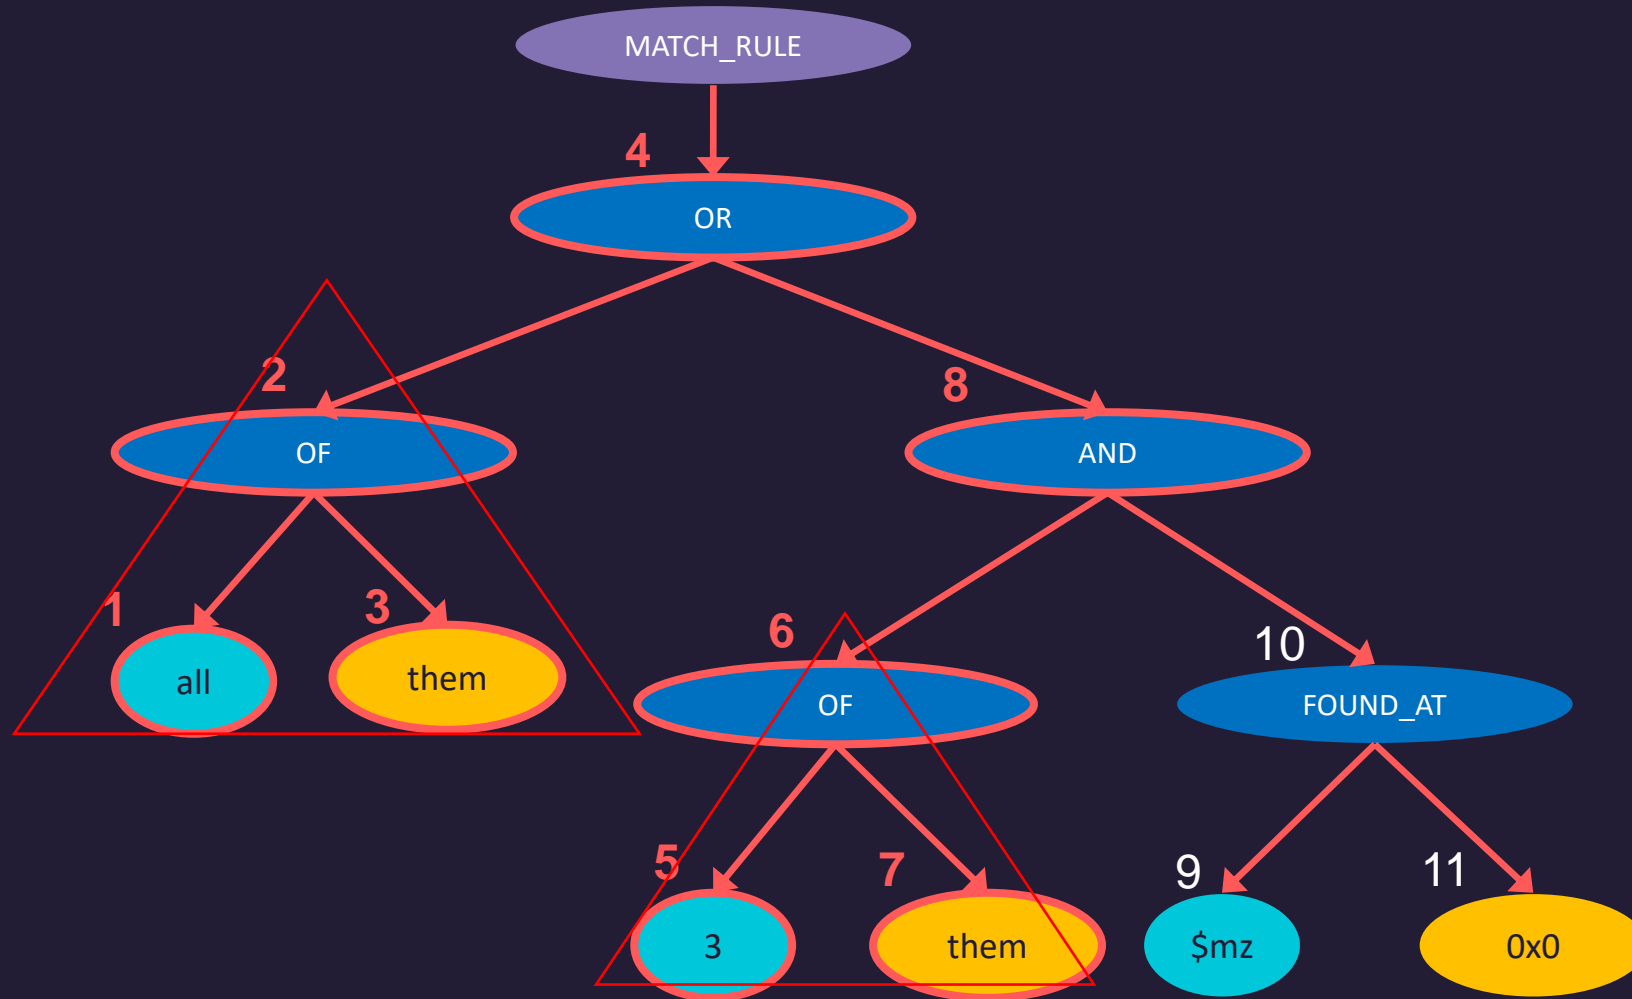 MATCH_RULE
4
OR
2
8
OF
AND
1
3
all
them
6
10
OF
FOUND_AT
5
7
9
11
3
them
$mz
0x0